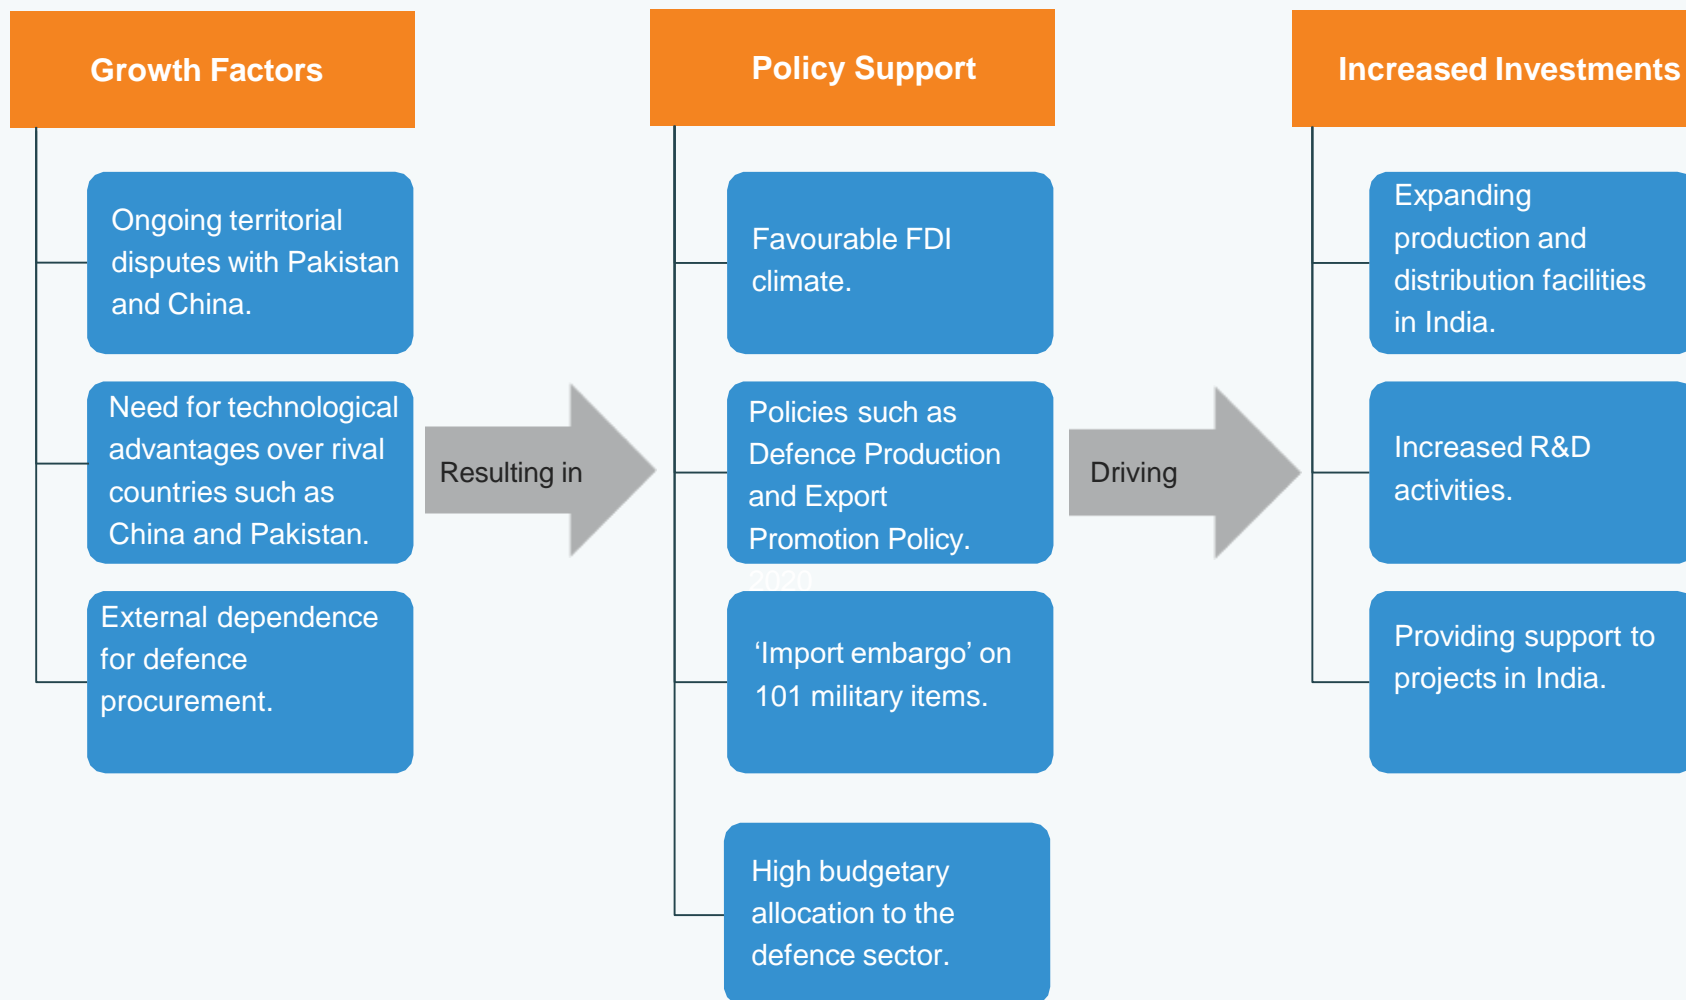 Growth Factors
Ongoing territorial
disputes with Pakistan
and China.
Need for technological
advantages over rival
countries such as
China and Pakistan.
External dependence
for defence
procurement.
Resulting in
Policy Support
Favourable FDI
climate.
Policies such as
Defence Production
and Export
Promotion Policy.
2020
‘Import embargo’ on
101 military items.
High budgetary
allocation to the
defence sector.
Driving
Increased Investments
Expanding
production and
distribution facilities
in India.
Increased R&D
activities.
Providing support to
projects in India.